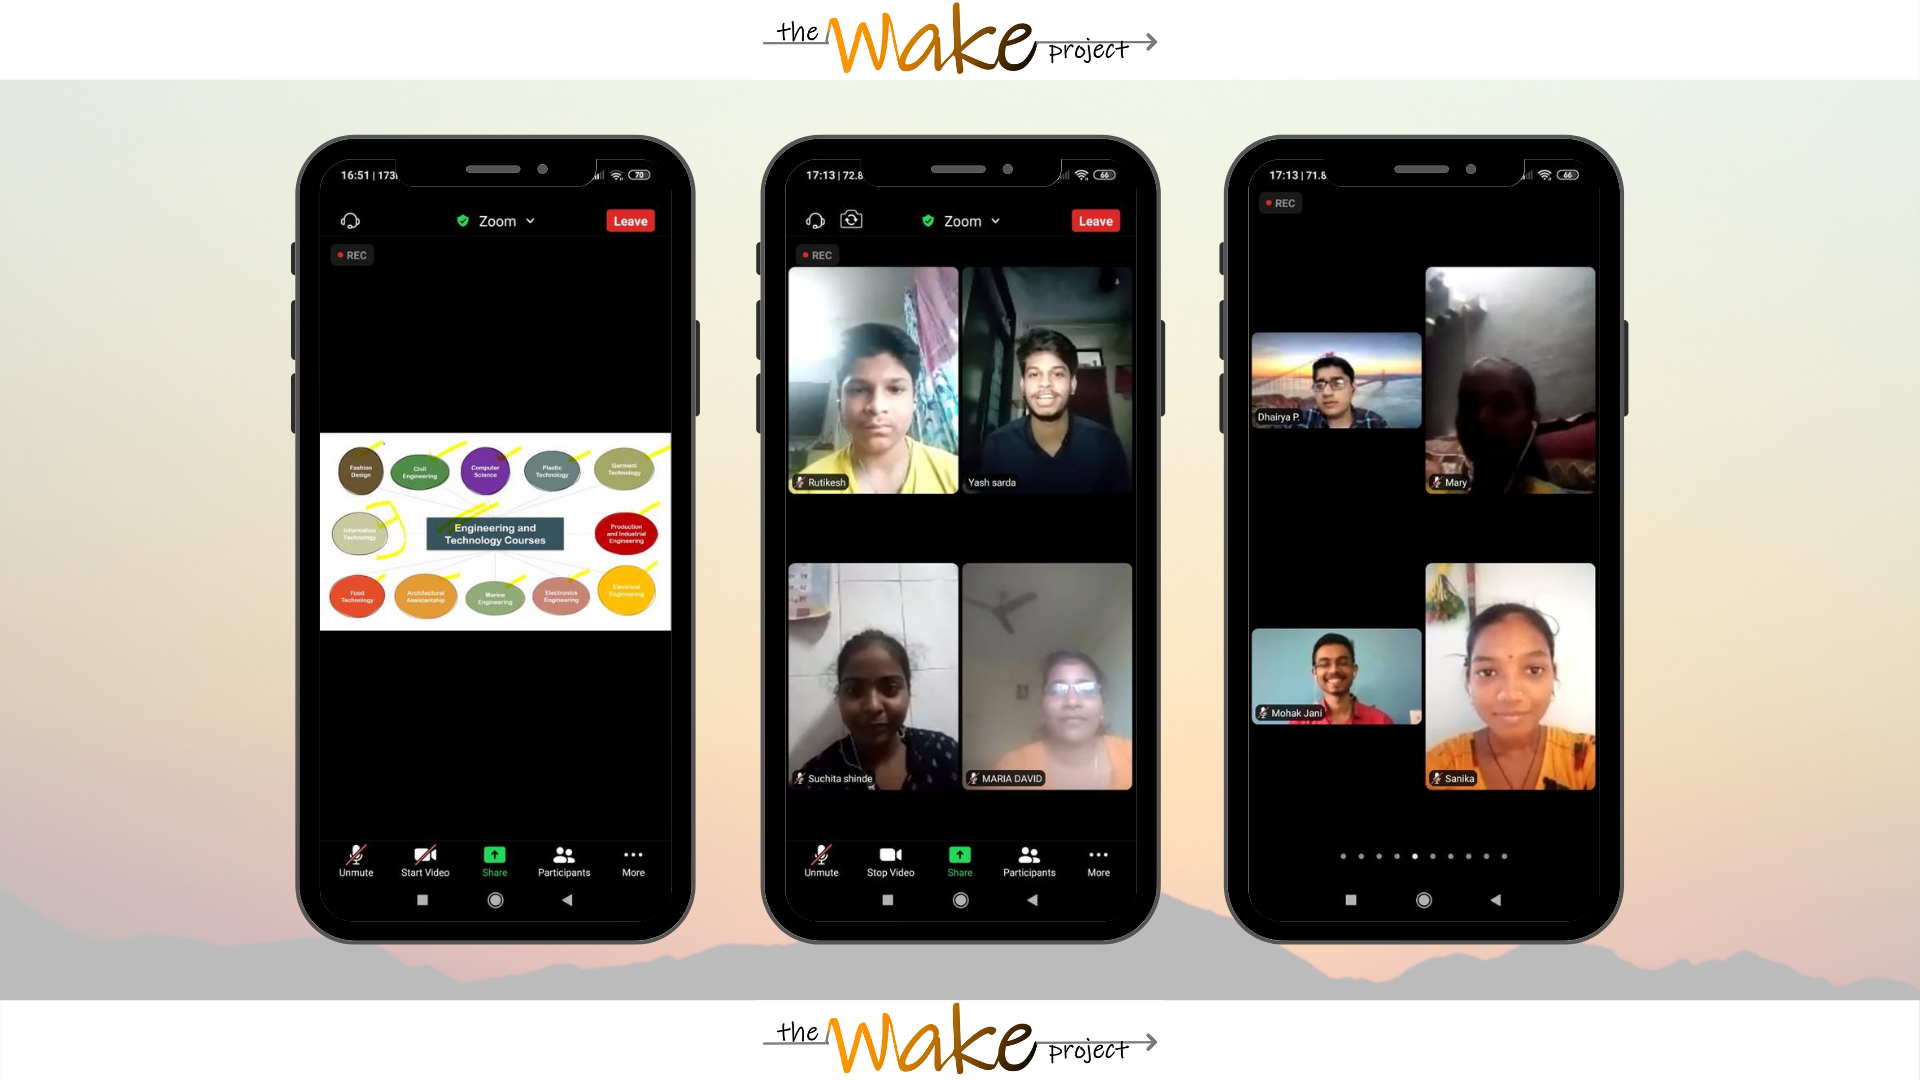 the Wake project
16:51 | 173
70
Zoom
Leave
REC
Fashion
Design
Civil
Engineering
Computer
Science
Plastic
Technology
Garment
Technology
Information
Technology
Engineering and
Technology Courses
Production
and Industrial
Engineering
Food
Technology
Architectural
Assistantship
Marine
Engineering
Electronics
Engineering
Electrical
Engineering
Unmute
Start Video
Share
Participants
More
17:13 | 72.8
66
Zoom
Leave
REC
Rutikesh
Yash sarda
Suchita shinde
MARIA DAVID
Unmute
Stop Video
Share
Participants
More
17:13 | 71.8
66
REC
Dhairya P.
Mary
Mohak Jani
Sanika
the Wake project